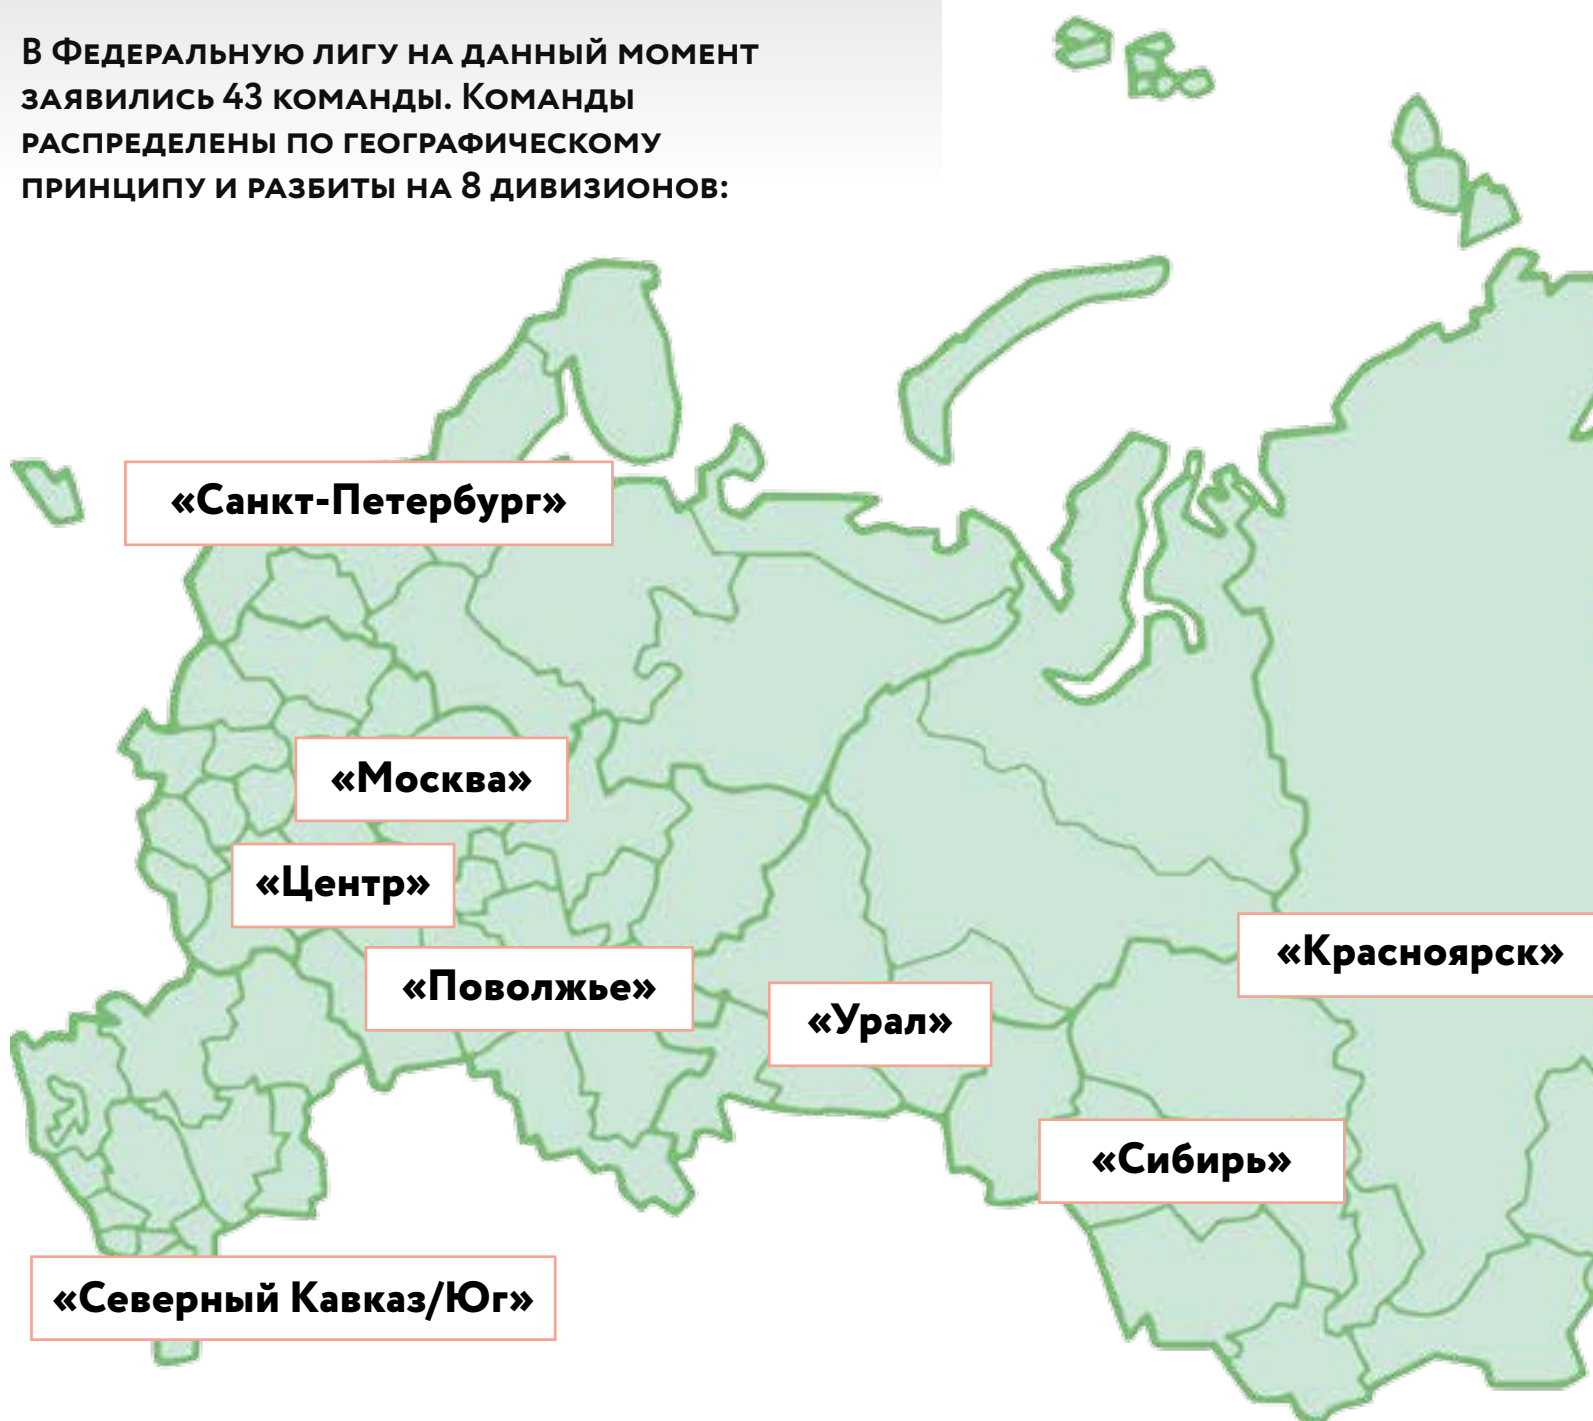 В Федеральную лигу на данный момент
заявились 43 команды. Команды
распределены по географическому
принципу и разбиты на 8 дивизионов:
«Санкт-Петербург»
«Москва»
«Центр»
«Красноярск»
«Поволжье»
«Урал»
«Сибирь»
«Северный Кавказ/Юг»